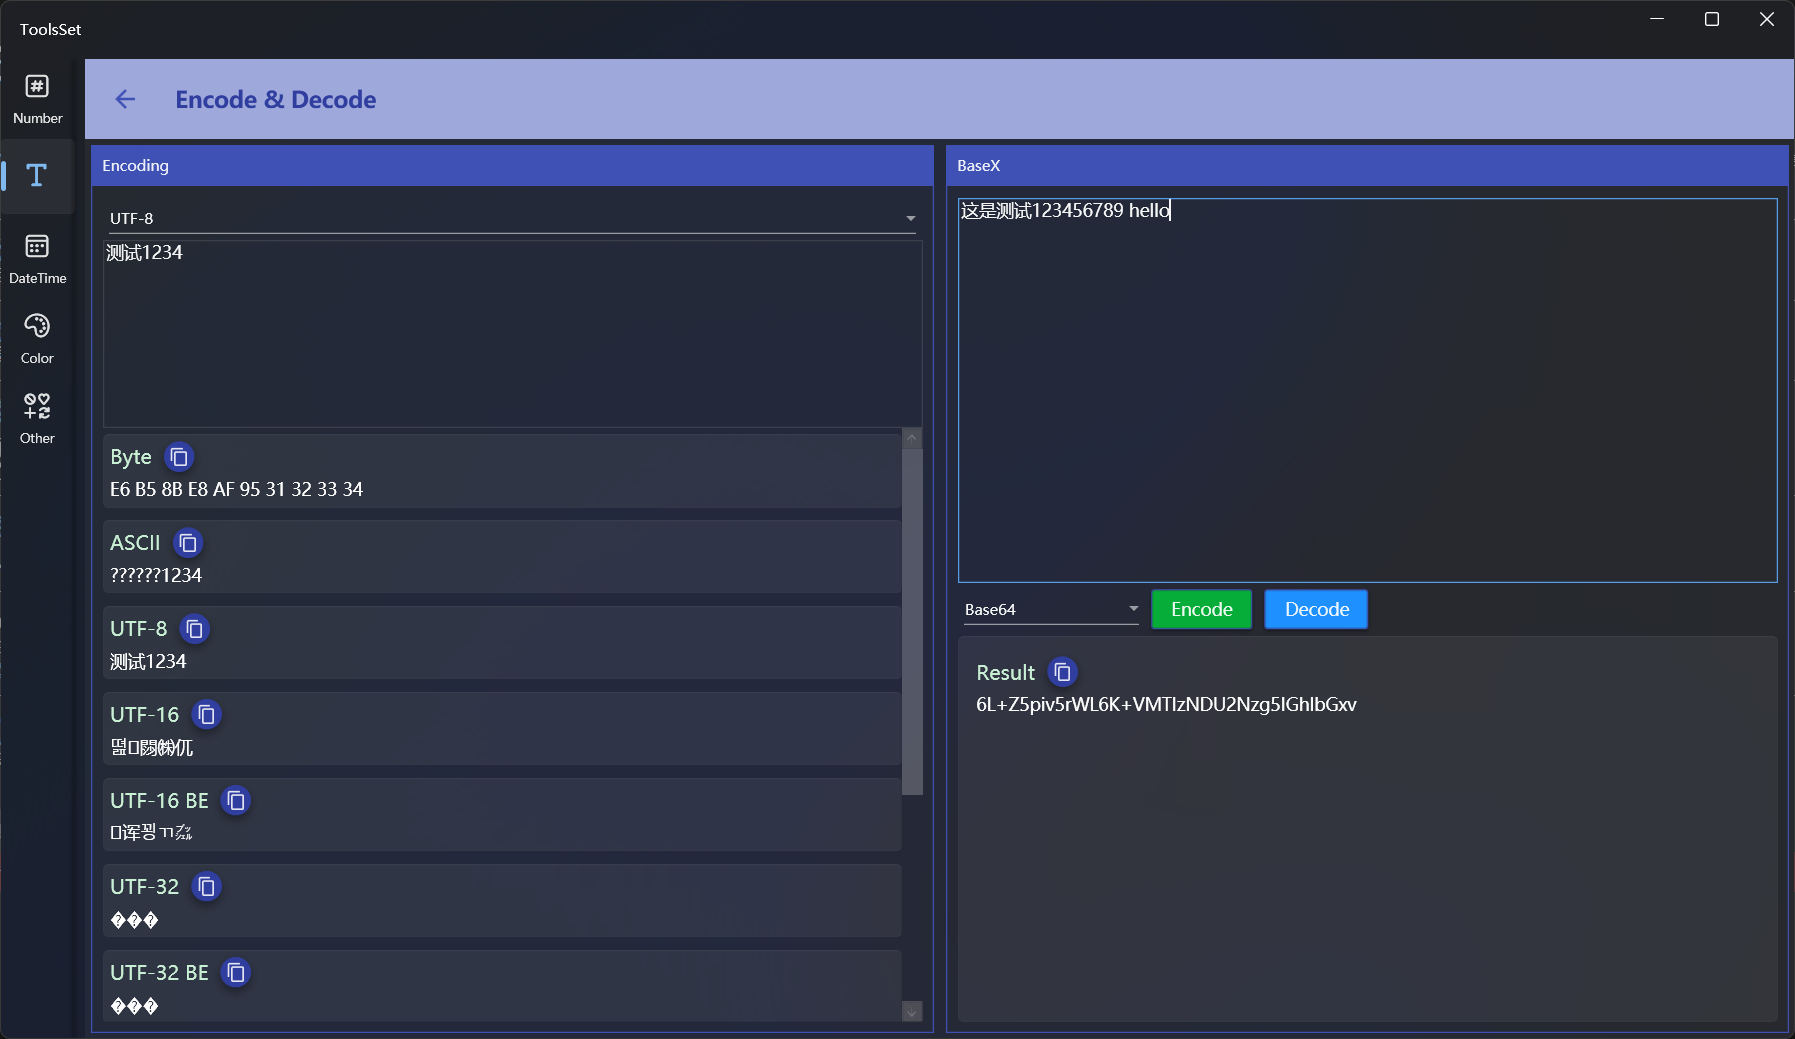 ToolsSet
Number
DateTime
Color
Other
Encode & Decode
Encoding
UTF-8
测试1234
Byte
E6 B5 8B E8 AF 95 31 32 33 34
ASCII
??????1234
UTF-8
测试1234
UTF-16
UTF-16 BE
UTF-32
���
UTF-32 BE
���
BaseX
这是测试123456789 hello
Base64
Encode
Decode
Result
6L+Z5piv5rWL6K+VMTIzNDU2Nzg5IGhlbGxv